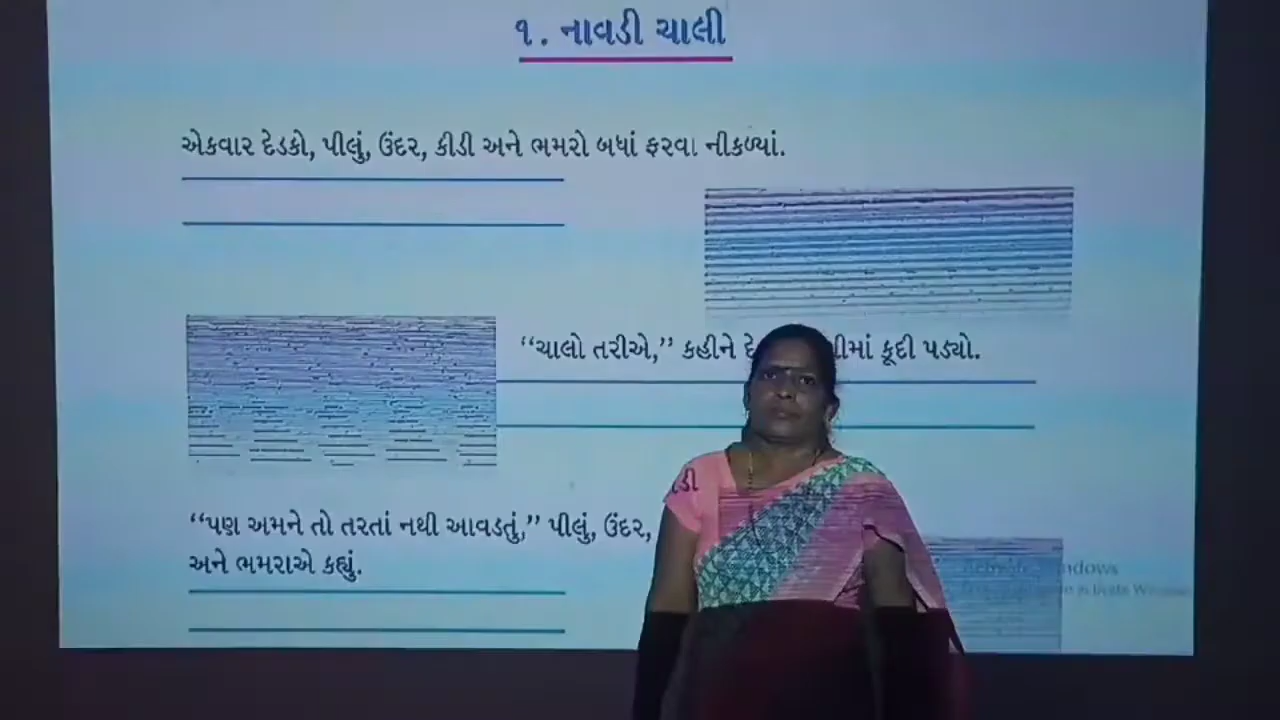 ૧. નાવડી ચાલી
એકવાર દેડકો, પીલું, ઉંદર, કીડી અને ભમરો બધાં ફરવા નીકળ્યાં.
“ચાલો તરીએ,” કહીને કૂદી પડ્યો.
“પણ અમને તો તરતાં નથી આવડતું,” પીલું, ઉંદર,
અને ભમરાએ કહ્યું.